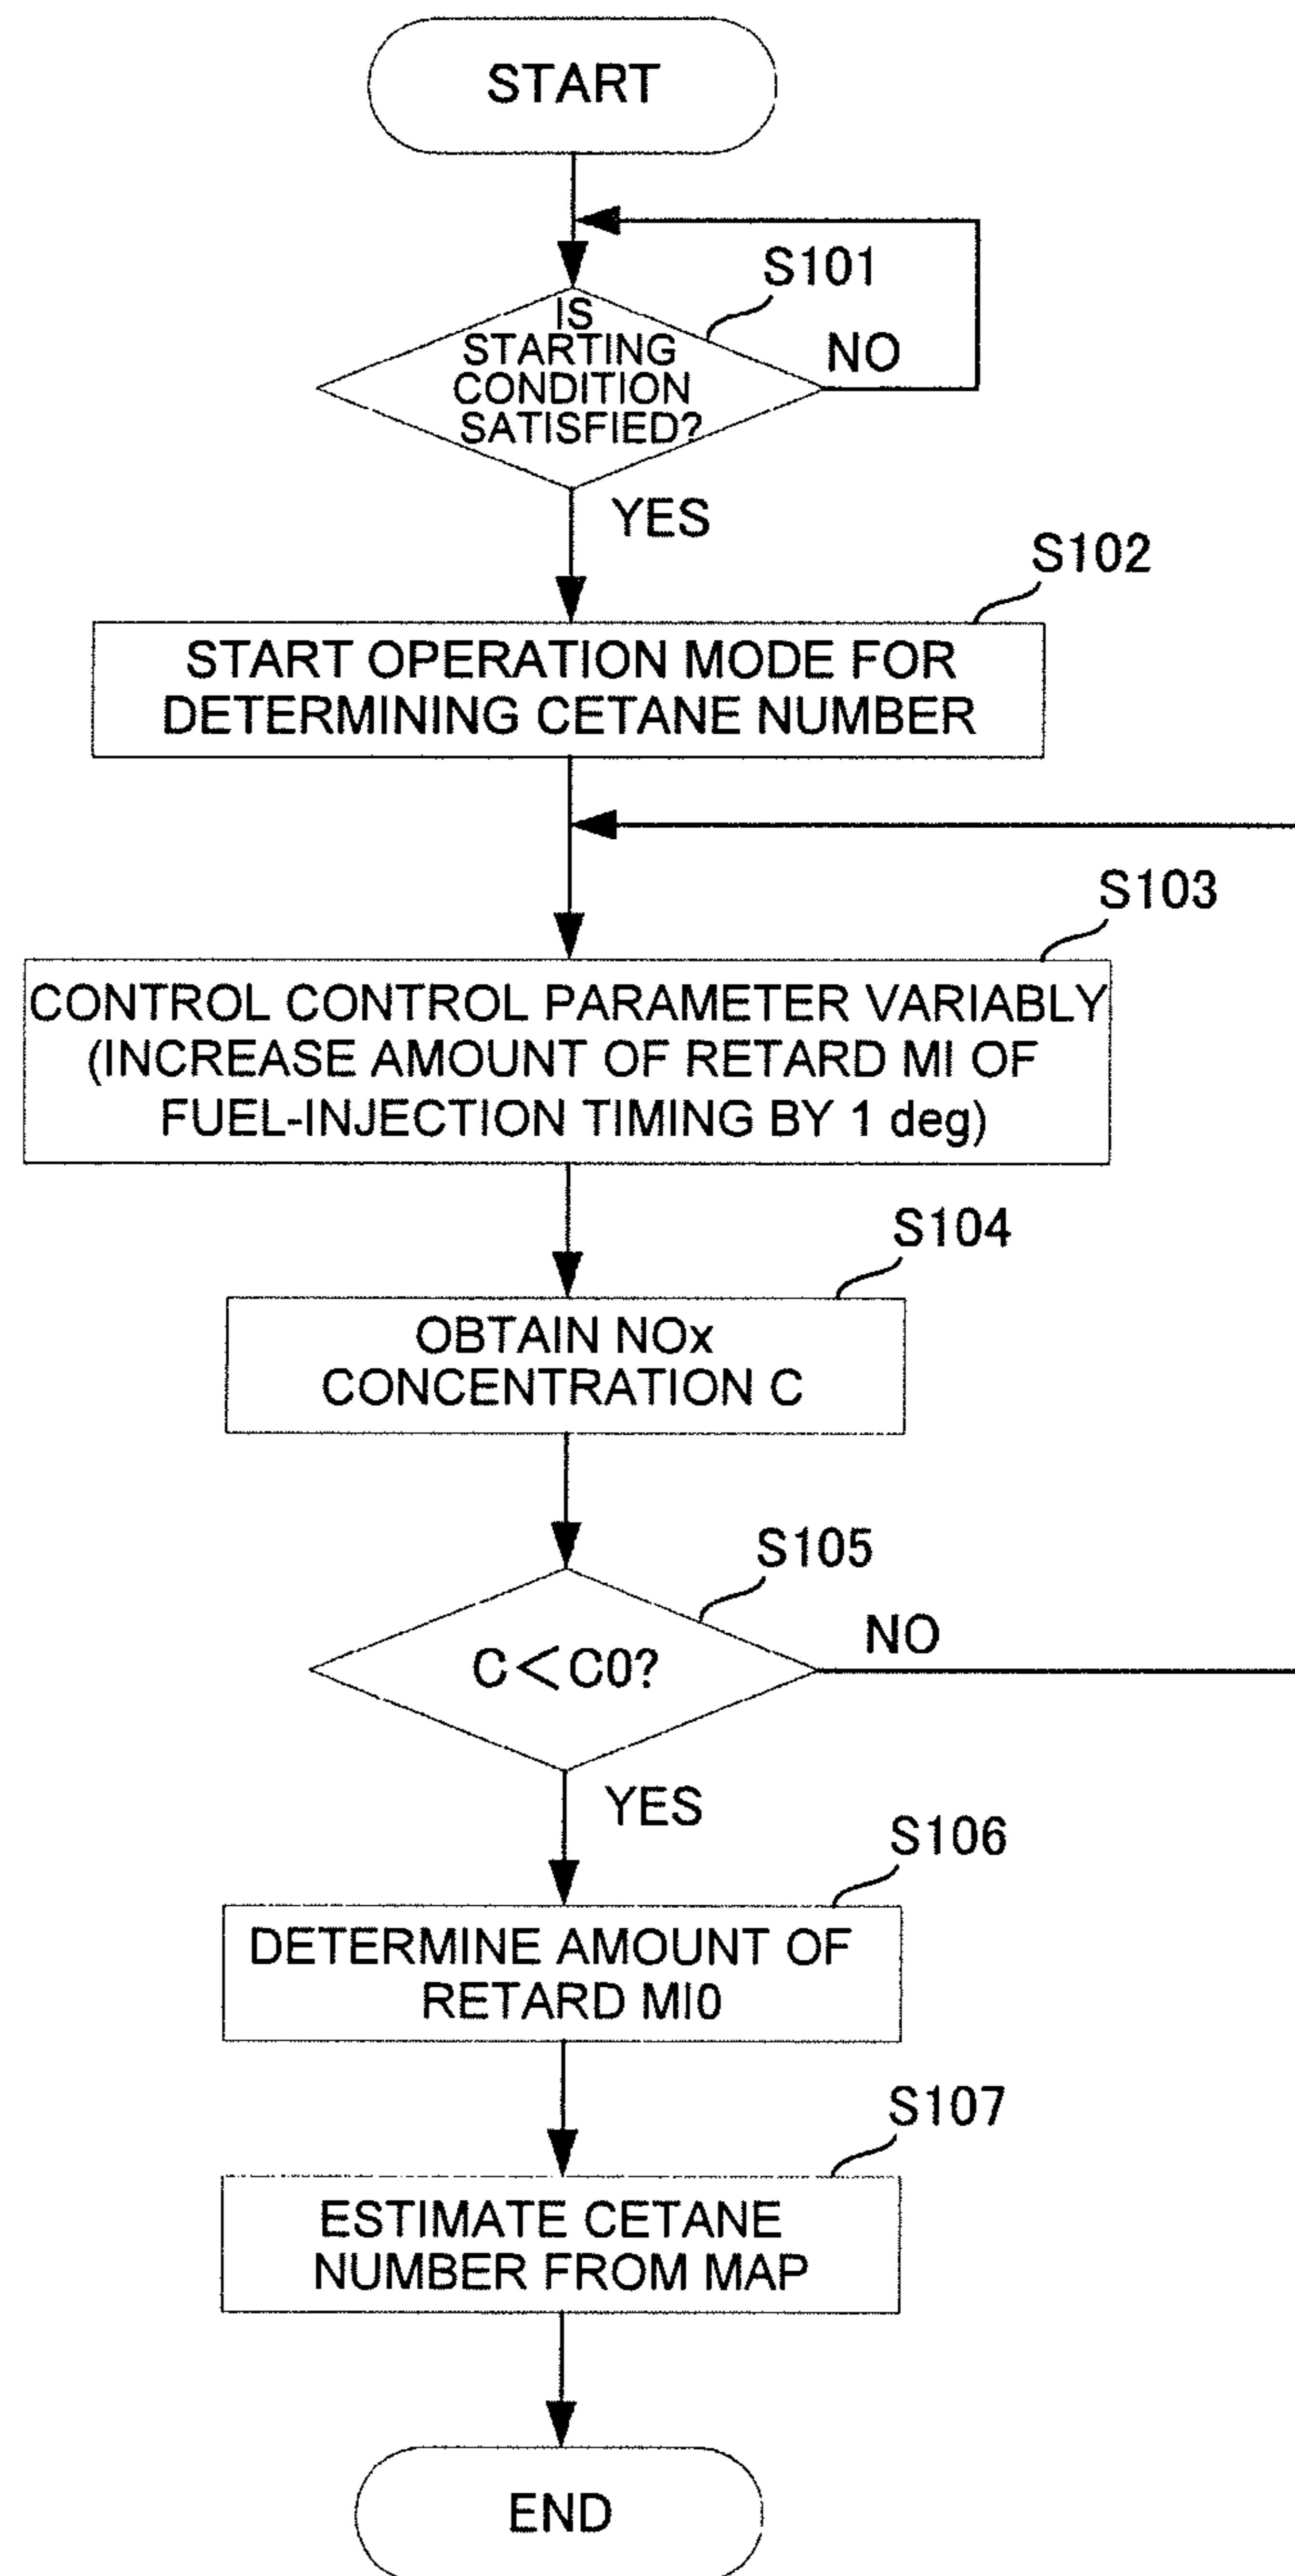 START
S101
IS
STARTING
CONDITION
SATISFIED?
NO
YES
S102
START OPERATION MODE FOR
DETERMINING CETANE NUMBER
S103
CONTROL CONTROL PARAMETER VARIABLY
(INCREASE AMOUNT OF RETARD MI OF
FUEL-INJECTION TIMING BY 1 deg)
S104
OBTAIN NOx
CONCENTRATION C
S105
C<C0?
NO
YES
S106
DETERMINE AMOUNT OF
RETARD MI0
S107
ESTIMATE CETANE
NUMBER FROM MAP
END